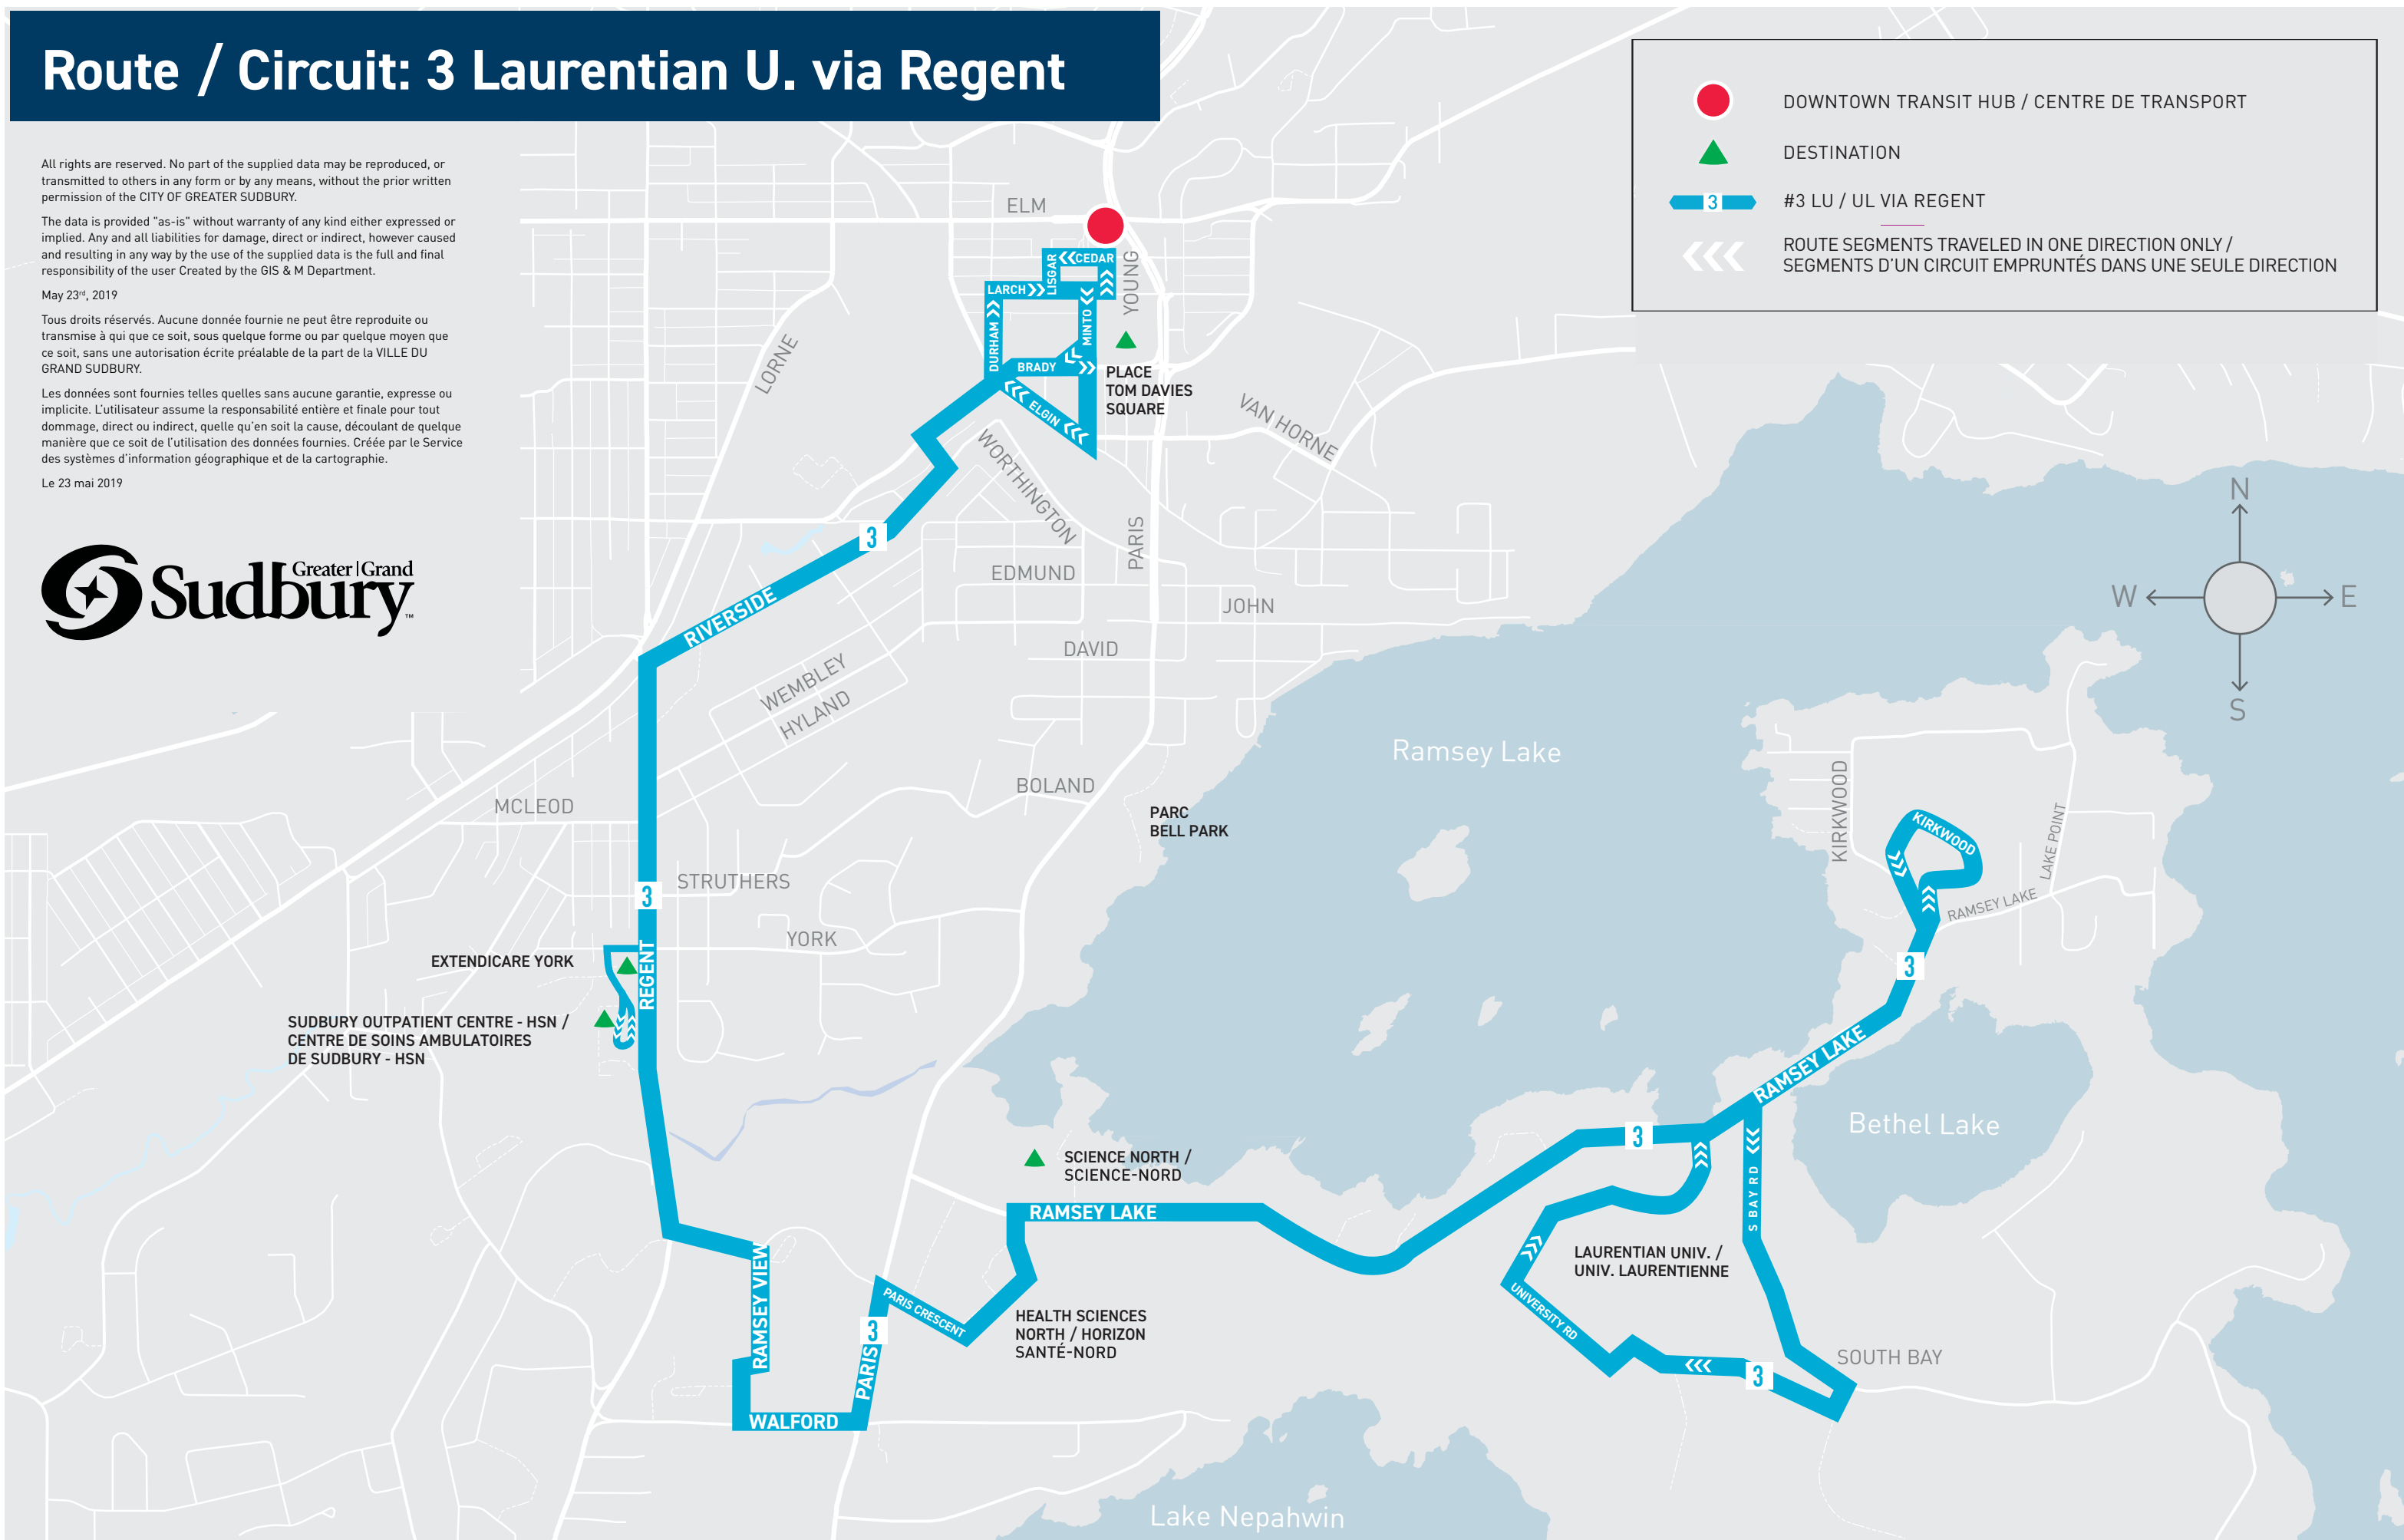 Route / Circuit: 3 Laurentian U. via Regent
All rights are reserved. No part of the supplied data may be reproduced, or
transmitted to others in any form or by any means, without the prior written
permission of the CITY OF GREATER SUDBURY.
The data is provided "as-is" without warranty of any kind either expressed or
implied. Any and all liabilities for damage, direct or indirect, however caused
and resulting in any way by the use of the supplied data is the full and final
responsibility of the user Created by the GIS & M Department.
May 23rd, 2019
Tous droits réservés. Aucune donnée fournie ne peut être reproduite ou
transmise à qui que ce soit, sous quelque forme ou par quelque moyen que
ce soit, sans une autorisation écrite préalable de la part de la VILLE DU
GRAND SUDBURY.
Les données sont fournies telles quelles sans aucune garantie, expresse ou
implicite. L'utilisateur assume la responsabilité entière et finale pour tout
dommage, direct ou indirect, quelle qu'en soit la cause, découlant de quelque
manière que ce soit de l'utilisation des données fournies. Créée par le Service
des systèmes d'information géographique et de la cartographie.
Le 23 mai 2019
Greater | Grand
Sudbury™
DOWNTOWN TRANSIT HUB / CENTRE DE TRANSPORT
DESTINATION
3
#3 LU / UL VIA REGENT
ROUTE SEGMENTS TRAVELED IN ONE DIRECTION ONLY /
SEGMENTS D'UN CIRCUIT EMPRUNTÉS DANS UNE SEULE DIRECTION
N
W
E
S
ELM
CEDAR
LISGAR
YOUNG
LARCH
DURHAM
MINTO
BRADY
ELGIN
PLACE
TOM DAVIES
SQUARE
LORNE
VAN HORNE
WORTHINGTON
PARIS
3
EDMUND
JOHN
RIVERSIDE
DAVID
WEMBLEY
HYLAND
Ramsey Lake
BOLAND
MCLEOD
PARC
BELL PARK
KIRKWOOD
KIRKWOOD
LAKE POINT
STRUTHERS
3
RAMSEY LAKE
YORK
EXTENDICARE YORK
REGENT
3
SUDBURY OUTPATIENT CENTRE - HSN /
CENTRE DE SOINS AMBULATOIRES
DE SUDBURY - HSN
RAMSEY LAKE
Bethel Lake
3
SCIENCE NORTH /
SCIENCE-NORD
S BAY RD
RAMSEY LAKE
LAURENTIAN UNIV. /
UNIV. LAURENTIENNE
RAMSEY VIEW
PARIS CRESCENT
UNIVERSITY RD
HEALTH SCIENCES
NORTH / HORIZON
SANTÉ-NORD
3
PARIS
SOUTH BAY
3
WALFORD
Lake Nepahwin